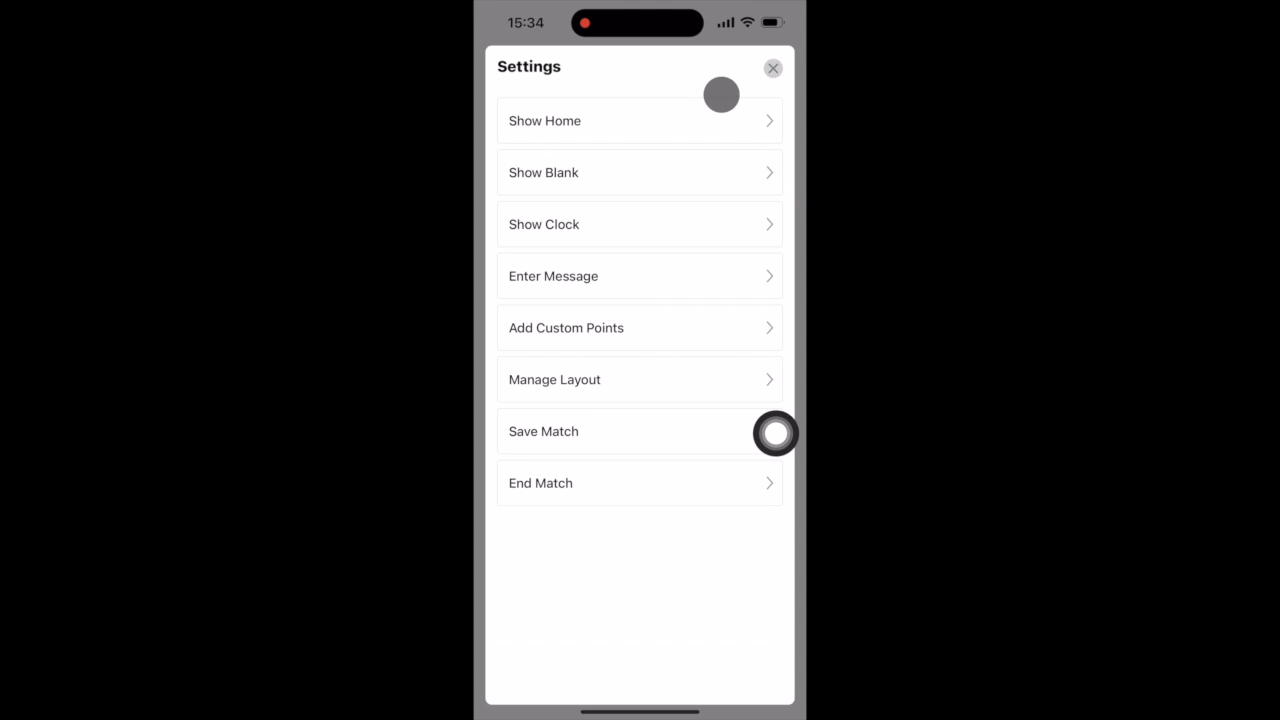 15:34
Settings
Show Home
Show Blank
Show Clock
Enter Message
Add Custom Points
Manage Layout
Save Match
End Match